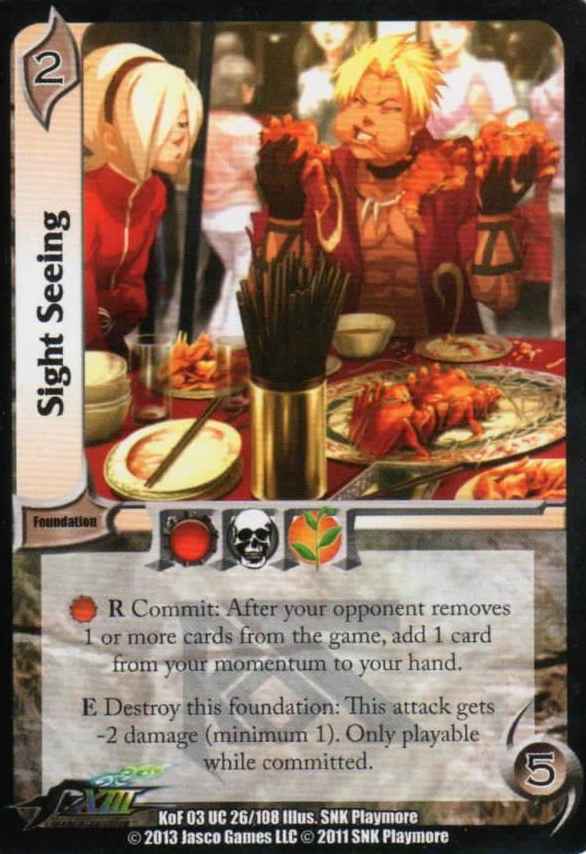 2
Sight Seeing
Foundation
R Commit: After your opponent removes
1 or more cards from the game, add 1 card
from your momentum to your hand.
E Destroy this foundation: This attack gets
-2 damage (minimum 1). Only playable
while committed.
5
XIII
KoF 03 UC 26/108 Illus. SNK Playmore
© 2013 Jasco Games LLC © 2011 SNK Playmore